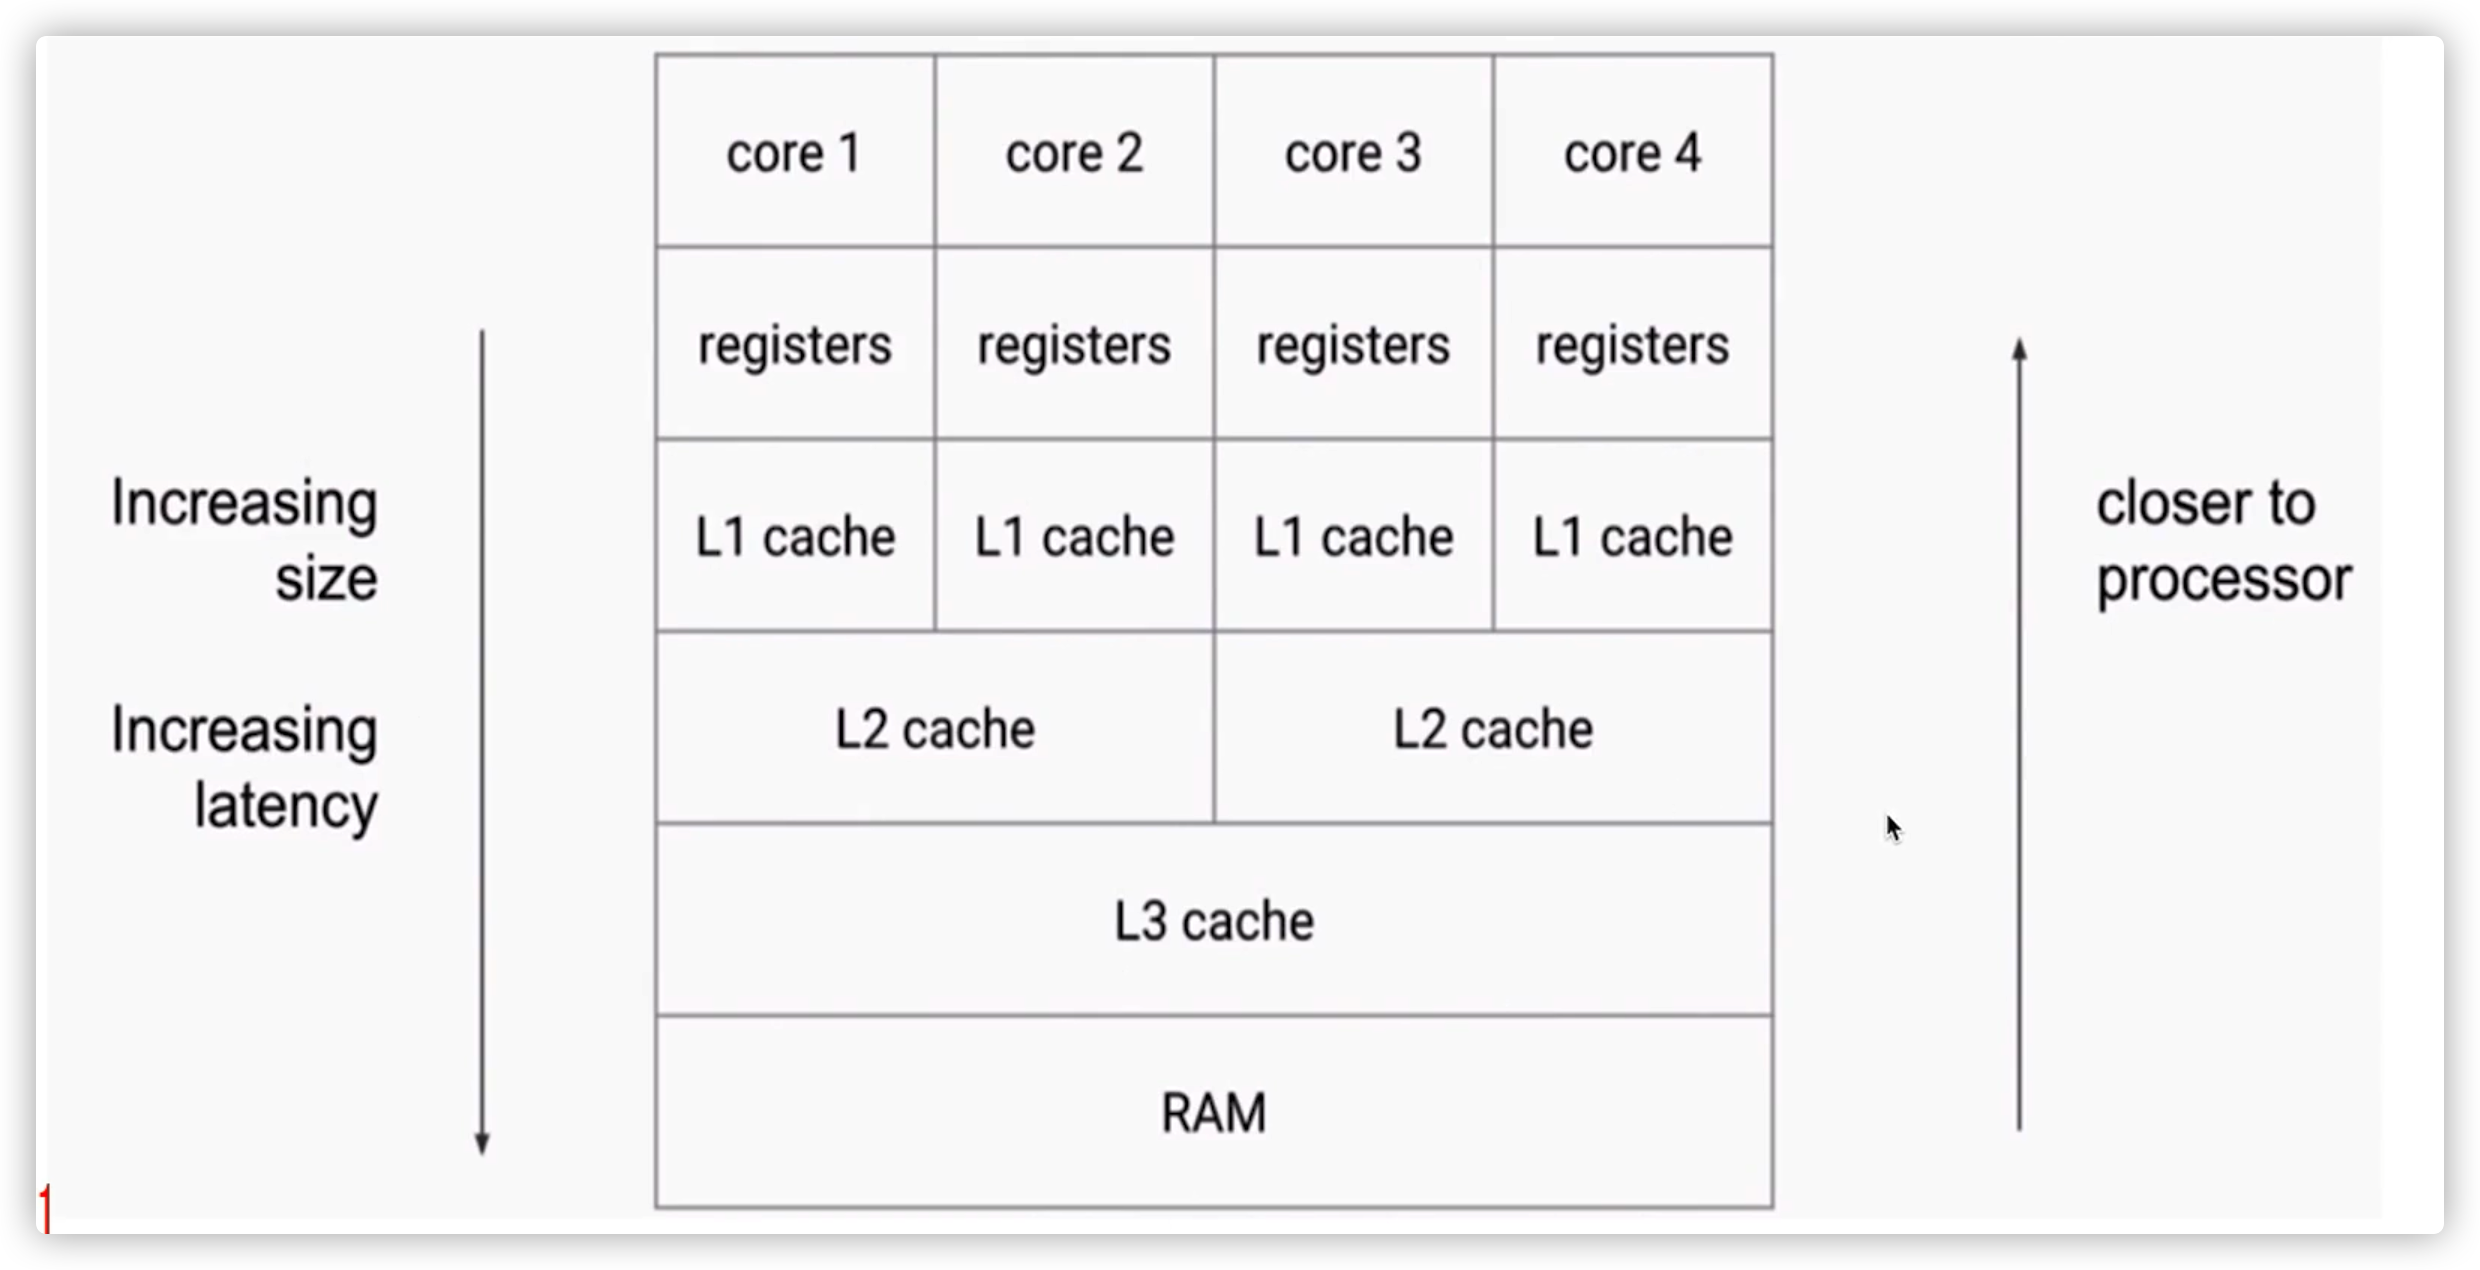 core 1
core 2
core 3
core 4
registers
registers
registers
registers
Increasing
size
L1 cache
L1 cache
L1 cache
L1 cache
closer to
processor
Increasing
latency
L2 cache
L2 cache
L3 cache
RAM
1